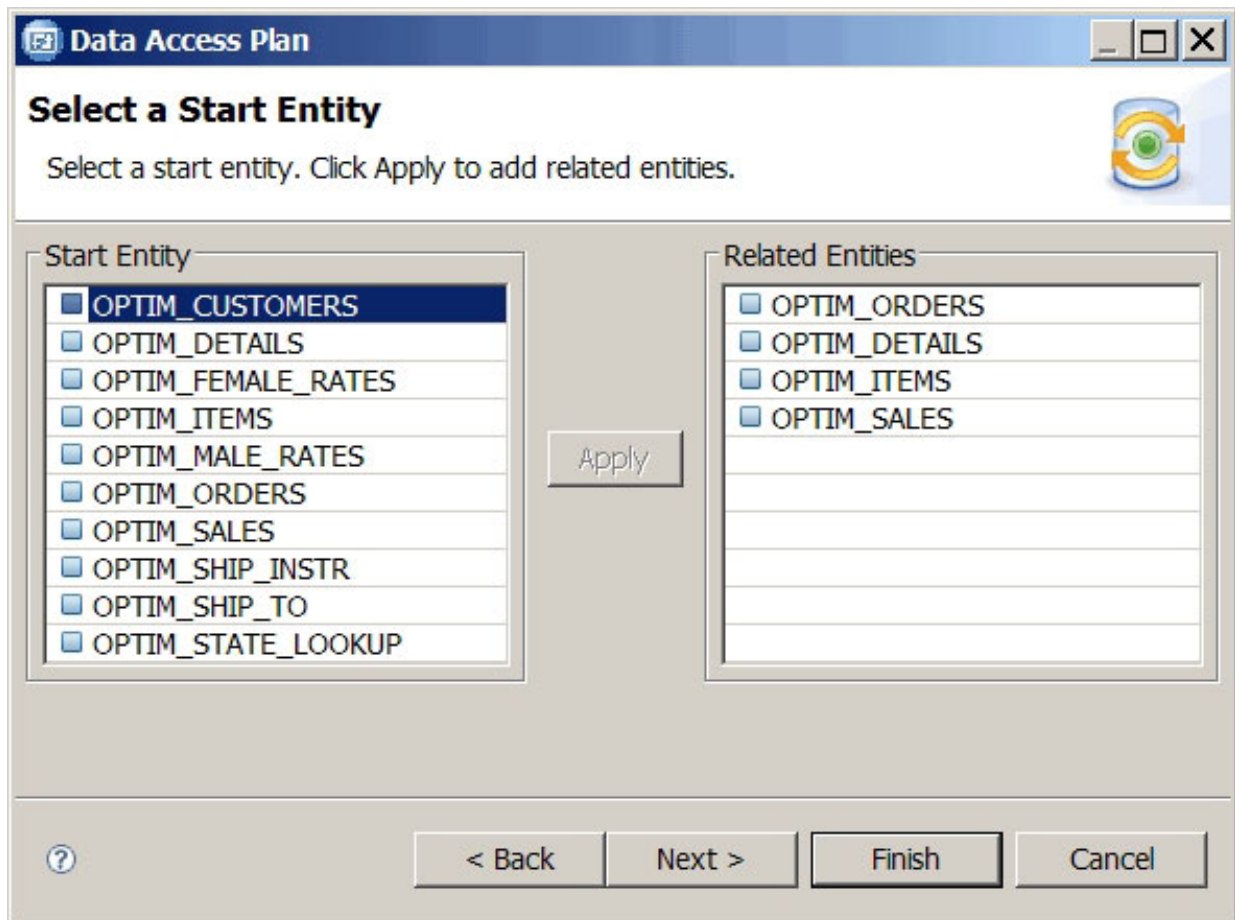 Data Access Plan
Select a Start Entity
Select a start entity. Click Apply to add related entities.
Start Entity
OPTIM_CUSTOMERS
OPTIM_DETAILS
OPTIM_FEMALE_RATES
OPTIM_ITEMS
OPTIM_MALE_RATES
OPTIM_ORDERS
OPTIM_SALES
OPTIM_SHIP_INSTR
OPTIM_SHIP_TO
OPTIM_STATE_LOOKUP
Apply
Related Entities
OPTIM_ORDERS
OPTIM_DETAILS
OPTIM_ITEMS
OPTIM_SALES
?
< Back
Next >
Finish
Cancel